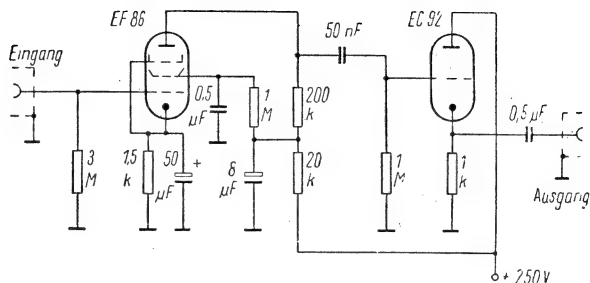 EF 86
EC 92
50 nF
Eingang
0,5
µF
1
M
200
k
0,5 µF
3
M
1,5
k
50
µF
+
8
µF
20
k
1
M
1
k
Ausgang
+ 250 V